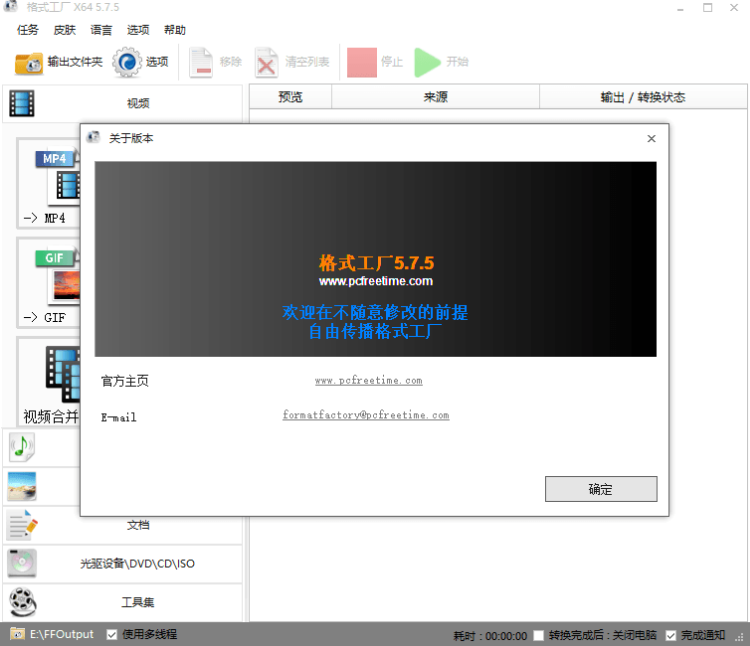 格式工厂 X64 5.7.5
任务 皮肤 语言 选项 帮助
输出文件夹 选项 移除 清空列表 停止 开始
视频 预览 来源 输出 / 转换状态
关于版本
MP4
-> MP4
GIF
-> GIF
格式工厂5.7.5
www.pcfreetime.com
欢迎在不随意修改的前提
自由传播格式工厂
官方主页 www.pcfreetime.com
E-mail formatfactory@pcfreetime.com
视频合并
确定
文档
光驱设备\DVD\CD\ISO
工具集
E:\FFOutput 使用多线程 耗时 : 00:00:00 转换完成后 : 关闭电脑 完成通知